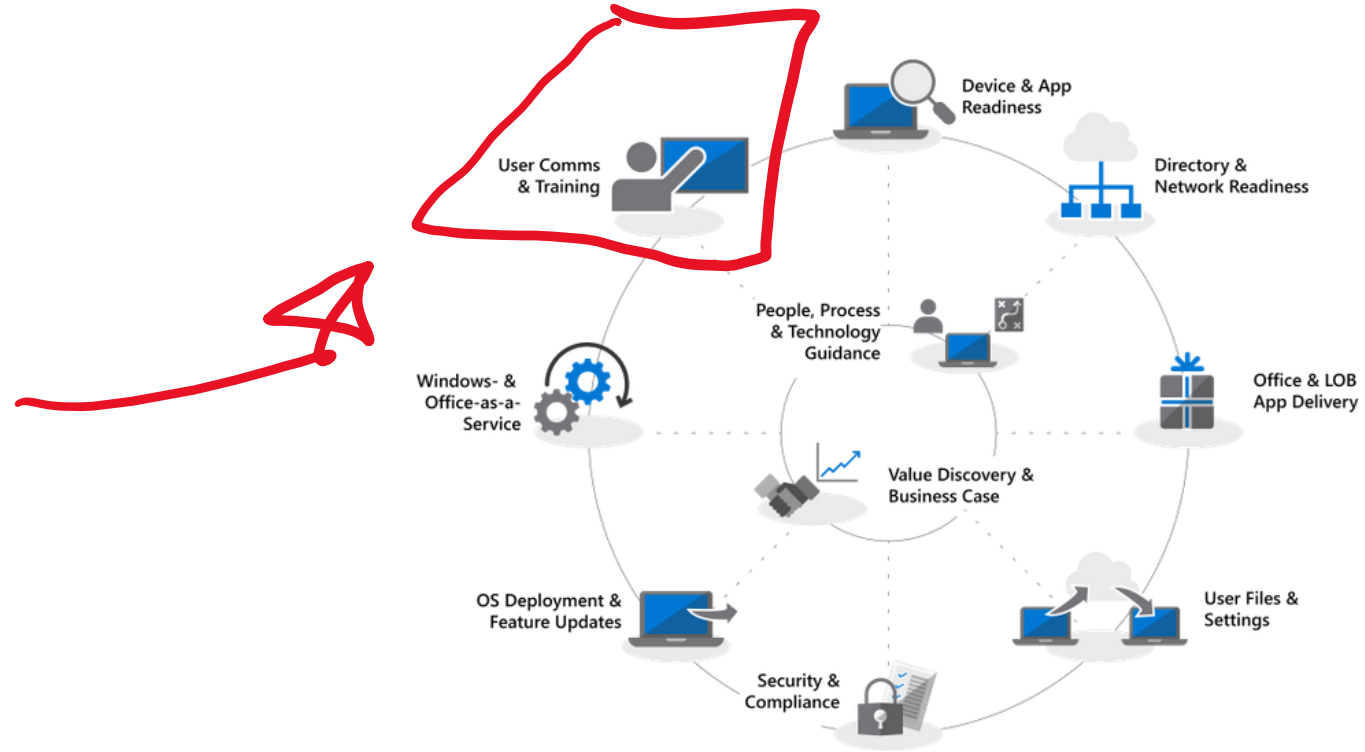 Device & App
Readiness
User Comms
& Training
Directory &
Network Readiness
People, Process
& Technology
Guidance
Windows- &
Office-as-a-
Service
Office & LOB
App Delivery
Value Discovery &
Business Case
OS Deployment &
Feature Updates
User Files &
Settings
Security &
Compliance